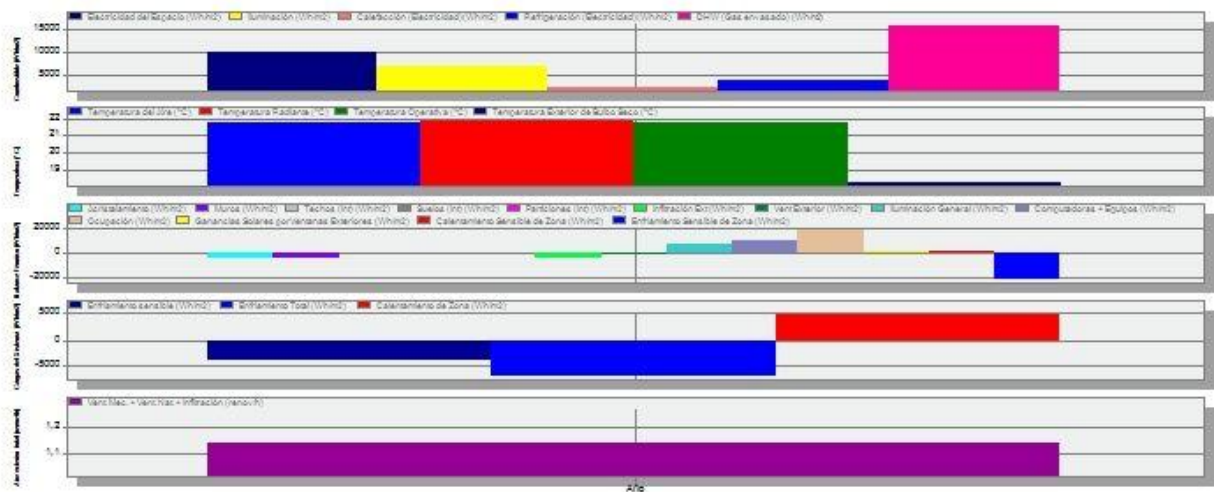 Electricidad del Espacio (Wh/m2) Iluminación (Wh/m2) Calefacción (Electricidad) (Wh/m2) Refrigeración (Electricidad) (Wh/m2) DHW (Gas envasado) (Wh/m2)
15000
10000
5000
Temperatura del Aire (°C) Temperatura Radiante (°C) Temperatura Operativa (°C) Temperatura Exterior de Bulbo Seco (°C)
22
21
20
19
Temperatura (°C)
Acristalamiento (Wh/m2) Muros (Wh/m2) Techos (int) (Wh/m2) Suelos (int) (Wh/m2) Particiones (int) (Wh/m2) Infiltración Ext (Wh/m2) Vent Exterior (Wh/m2) Iluminación General (Wh/m2) Computadoras + Equipos (Wh/m2)
Ocupación (Wh/m2) Ganancias Solares por Ventanas Exteriores (Wh/m2) Calentamiento Sensible de Zona (Wh/m2) Enfriamiento Sensible de Zona (Wh/m2)
20000
0
-20000
Enfriamiento sensible (Wh/m2) Enfriamiento Total (Wh/m2) Calentamiento de Zona (Wh/m2)
5000
0
-5000
Vent Mec. + Vent Nat + Infiltración (renov/h)
1,2
1,1
Año